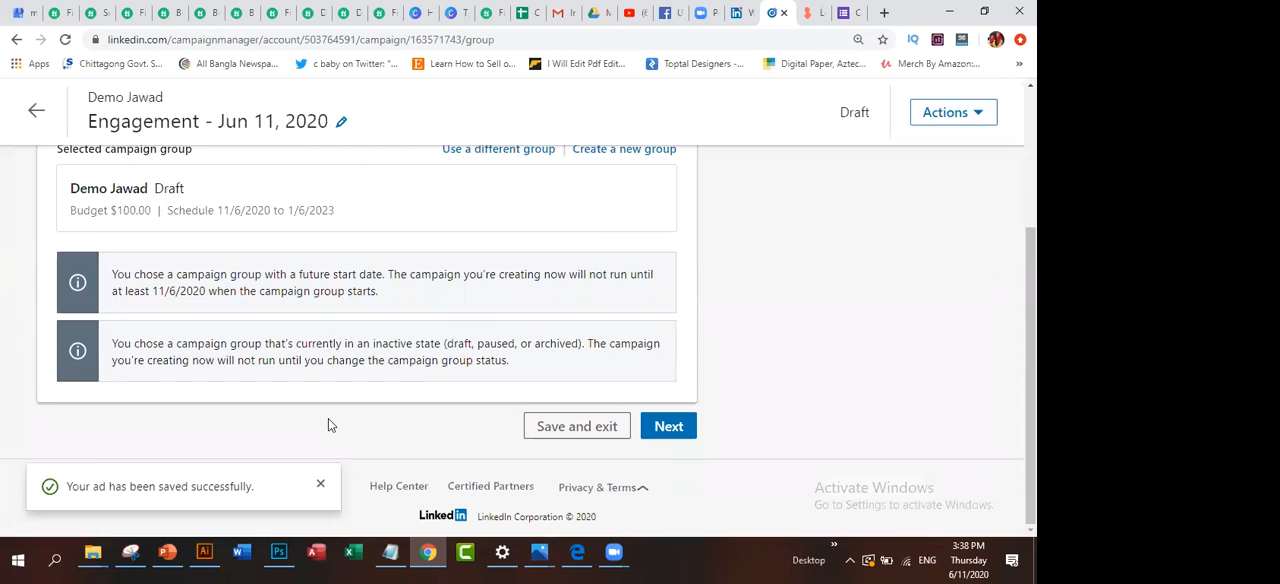 linkedin.com/campaignmanager/account/503764591/campaign/163571743/group
Apps
Chittagong Govt. S...
All Bangla Newspa...
c baby on Twitter: "...
Learn How to Sell o...
I Will Edit Pdf Edit...
Toptal Designers -...
Digital Paper, Aztec...
Merch By Amazon:...
»
Demo Jawad
Engagement - Jun 11, 2020
Draft
Actions
Selected campaign group
Use a different group | Create a new group
Demo Jawad Draft
Budget $100.00 | Schedule 11/6/2020 to 1/6/2023
You chose a campaign group with a future start date. The campaign you're creating now will not run until
at least 11/6/2020 when the campaign group starts.
You chose a campaign group that's currently in an inactive state (draft, paused, or archived). The campaign
you're creating now will not run until you change the campaign group status.
Save and exit
Next
Your ad has been saved successfully.
Help Center
Certified Partners
Privacy & Terms
LinkedIn LinkedIn Corporation © 2020
Activate Windows
Go to Settings to activate Windows.
Desktop
ENG
3:38 PM
Thursday
6/11/2020